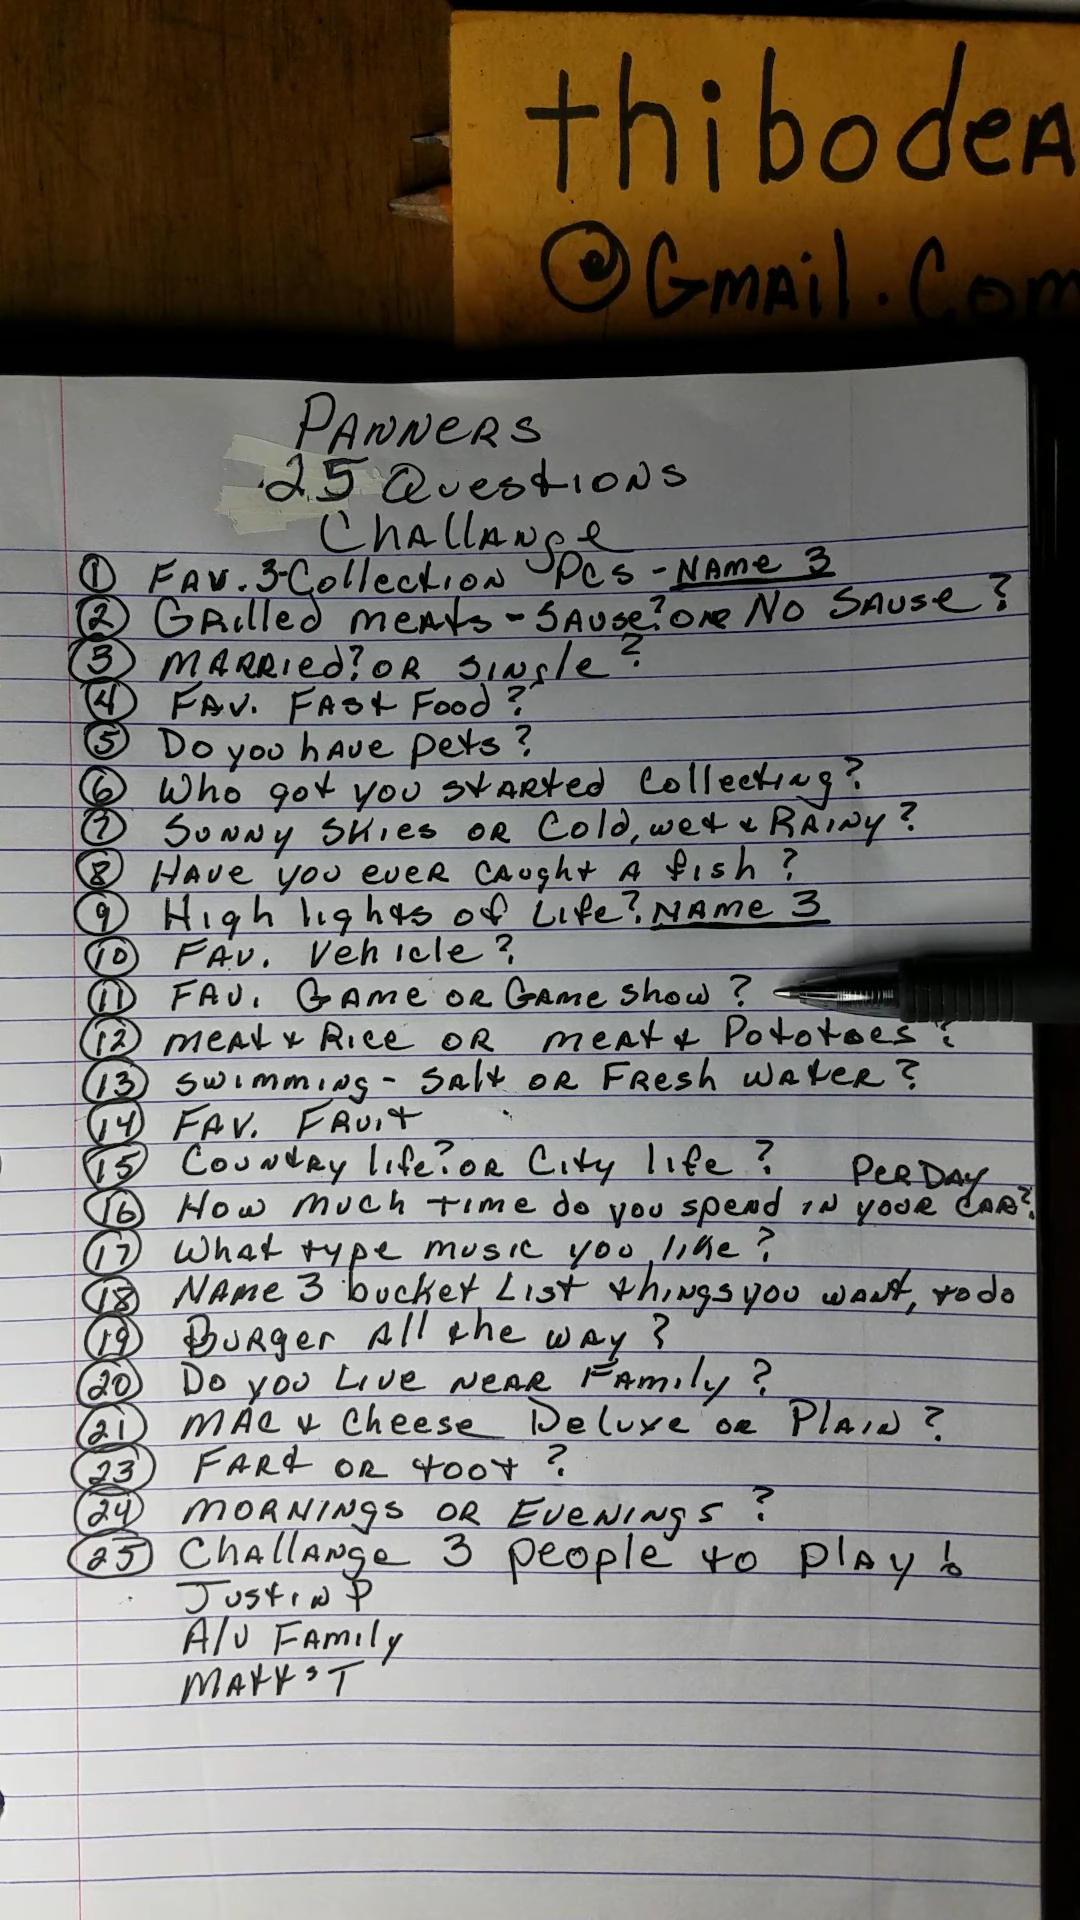 thibodeA
@Gmail.Com
PANNERS
25 Questions
Challange
1 FAV. 3-Collection Pcs - NAME 3
2 GRilled meats - SAUSE? ORE NO SAUSE?
3 MARRied? OR single?
4 FAV. FAst Food?
5 Do you have pets?
6 Who got you stARted Collecting?
7 Sunny Skies OR Cold, wet & RAiny?
8 HAve you ever CAught A fish?
9 High lights of Life? NAME 3
10 FAV. Vehicle?
11 FAV. GAME OR GAME Show?
12 meAt & Rice OR meAt & Pototoes?
13 swimming - SAlt OR FResh WAter?
14 FAV. FRuit
15 Country life? OR City life?
PER DAY
16 How much time do you spend in your CAR?
17 What type music you like?
18 NAme 3 bucket List things you want, to do
19 Burger All the way?
20 Do you Live NEAR Family?
21 MAC & Cheese Deluxe or Plain?
23 FARt OR toot?
24 MORNINgs OR EveNINgs?
25 ChAllAnge 3 people to plAy!
Justin P
A/U FAmily
MAtt's T